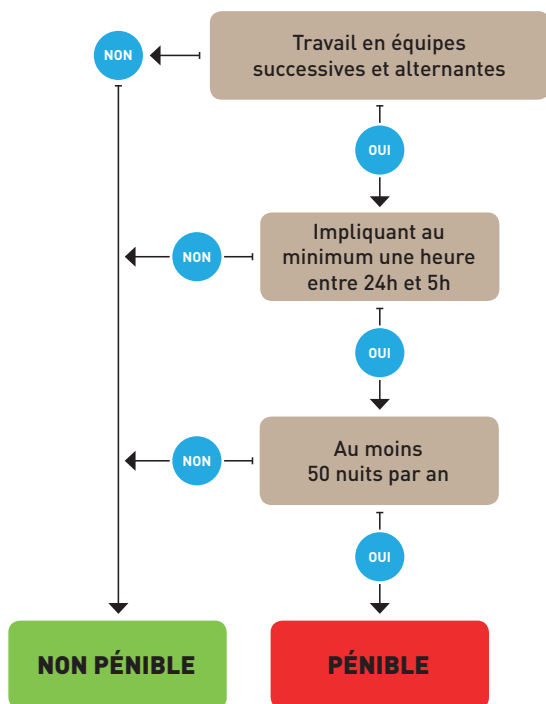 Travail en équipes
successives et alternantes
NON
OUI
Impliquant au
minimum une heure
entre 24h et 5h
NON
OUI
Au moins
50 nuits par an
NON
OUI
NON PÉNIBLE
PÉNIBLE